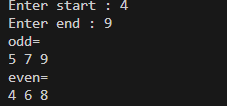 Enter start : 4
Enter end : 9
odd=
5 7 9
even=
4 6 8